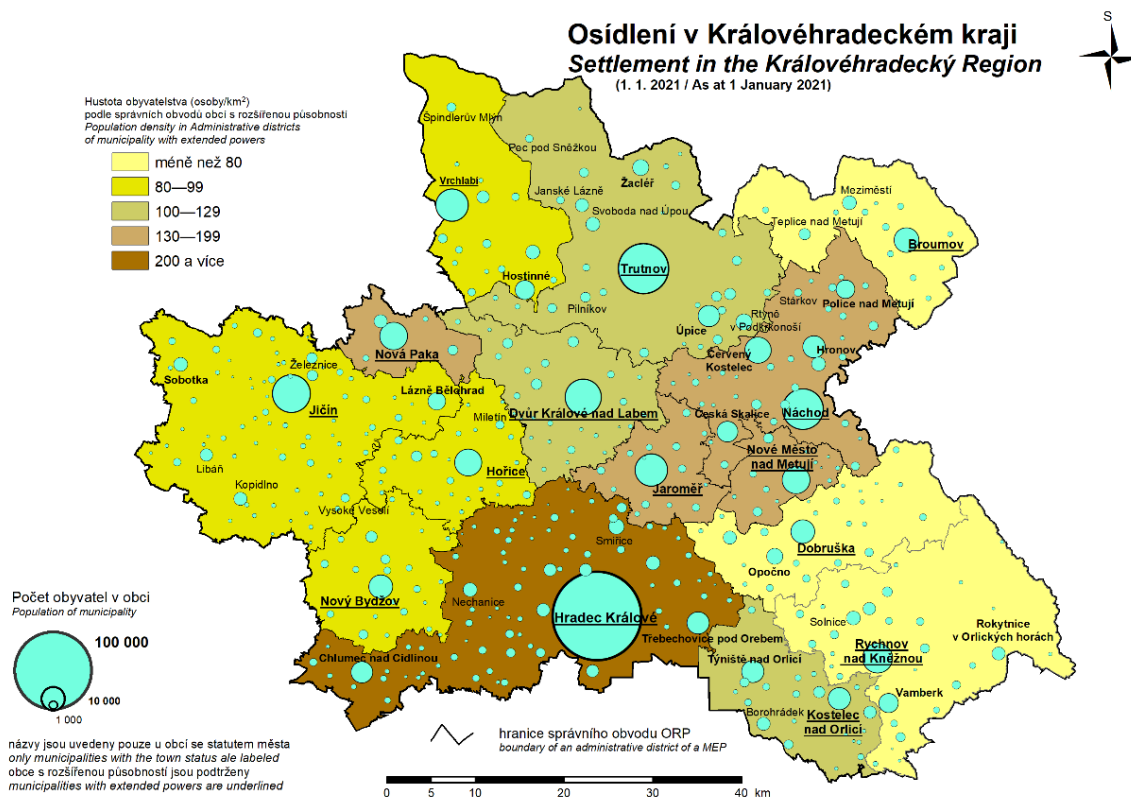 Osídlení v Královéhradeckém kraji
Settlement in the Královéhradecký Region
(1. 1. 2021 / As at 1 January 2021)
S
Hustota obyvatelstva (osoby/km²)
podle správních obvodů obcí s rozšířenou působností
Population density in Administrative districts
of municipality with extended powers
méně než 80
80—99
100—129
130—199
200 a více
Špindlerův Mlýn
Pec pod Sněžkou
Vrchlabí
Žacléř
Janské Lázně
Svoboda nad Úpou
Meziměstí
Teplice nad Metují
Broumov
Trutnov
Hostinné
Pilníkov
Stárkov
Police nad Metují
Rtyně
v Podkrkonoší
Úpice
Nová Paka
Červený
Kostelec
Hronov
Železnice
Sobotka
Lázně Bělohrad
Jičín
Miletín
Dvůr Králové nad Labem
Česká Skalice
Náchod
Nové Město
nad Metují
Libáň
Hořice
Jaroměř
Kopidlno
Vysoké Veselí
Smiřice
Dobruška
Opočno
Nový Bydžov
Nechanice
Hradec Králové
Třebechovice pod Orebem
Solnice
Rokytnice
v Orlických horách
Rychnov
nad Kněžnou
Chlumec nad Cidlinou
Týniště nad Orlicí
Vamberk
Borohrádek
Kostelec
nad Orlicí
Počet obyvatel v obci
Population of municipality
100 000
10 000
1 000
názvy jsou uvedeny pouze u obcí se statutem města
only municipalities with the town status ale labeled
obce s rozšířenou působností jsou podtrženy
municipalities with extended powers are underlined
hranice správního obvodu ORP
boundary of an administrative district of a MEP
0 5 10 20 30 40 km